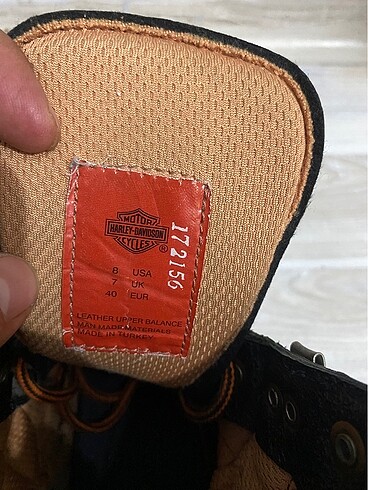 MOTOR
HARLEY-DAVIDSON
CYCLES
®
172156
8 USA
7 UK
40 EUR
LEATHER UPPER BALANCE
MAN MADE MATERIALS
MADE IN TURKEY